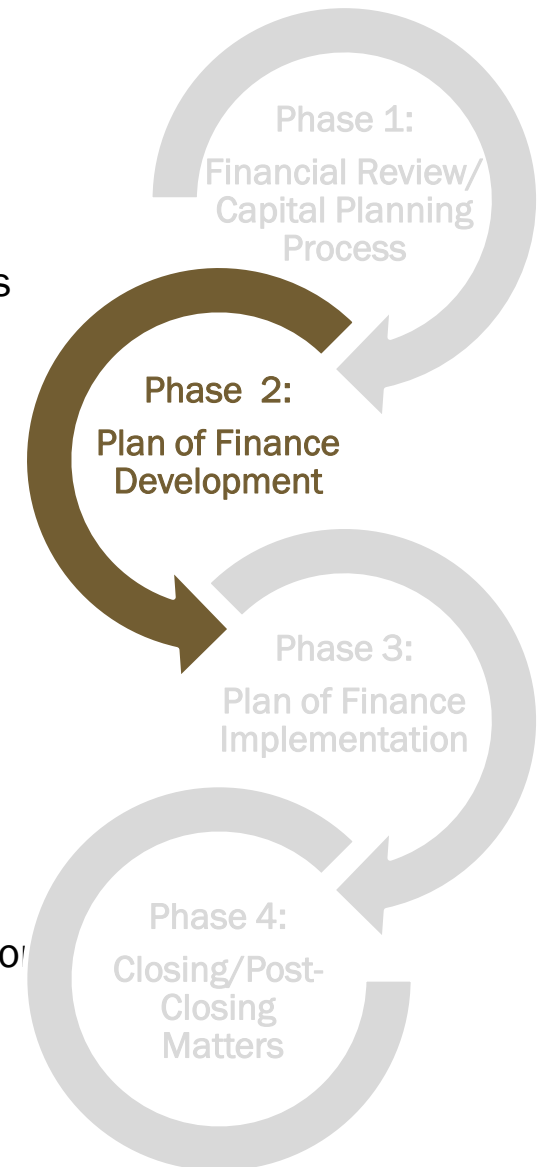 Phase 1:
Financial Review/
Capital Planning
Process
s
Phase 2:
Plan of Finance
Development
Phase 3:
Plan of Finance
Implementation
Phase 4:
Closing/Post-
Closing
Matters